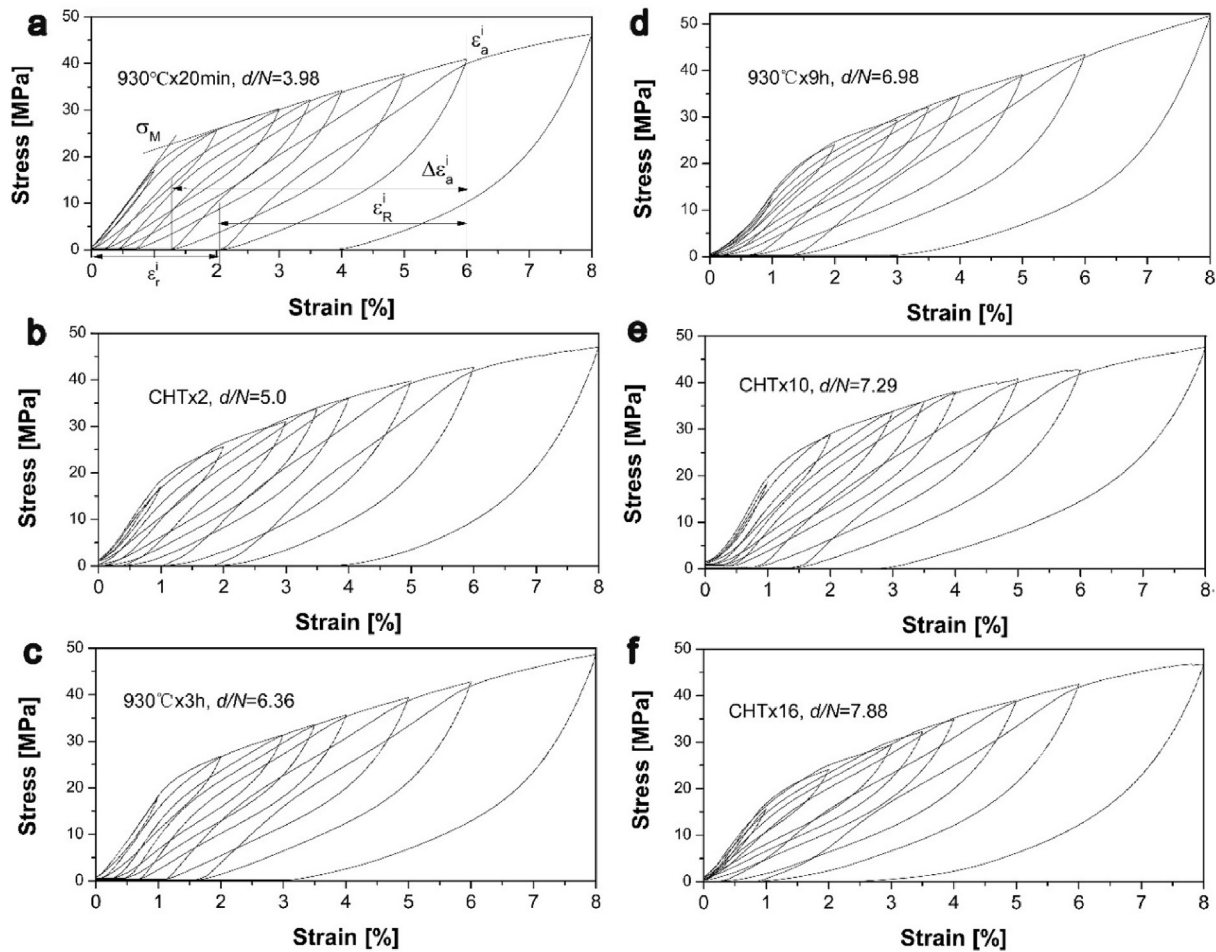 a
Stress [MPa]
50
40
30
20
10
0
930℃x20min, d/N=3.98
σM
εai
Δεai
εRi
εri
0 1 2 3 4 5 6 7 8
Strain [%]
b
Stress [MPa]
50
40
30
20
10
0
CHTx2, d/N=5.0
0 1 2 3 4 5 6 7 8
Strain [%]
c
Stress [MPa]
50
40
30
20
10
0
930℃x3h, d/N=6.36
0 1 2 3 4 5 6 7 8
Strain [%]
d
Stress [MPa]
50
40
30
20
10
0
930℃x9h, d/N=6.98
0 1 2 3 4 5 6 7 8
Strain [%]
e
Stress [MPa]
50
40
30
20
10
0
CHTx10, d/N=7.29
0 1 2 3 4 5 6 7 8
Strain [%]
f
Stress [MPa]
50
40
30
20
10
0
CHTx16, d/N=7.88
0 1 2 3 4 5 6 7 8
Strain [%]